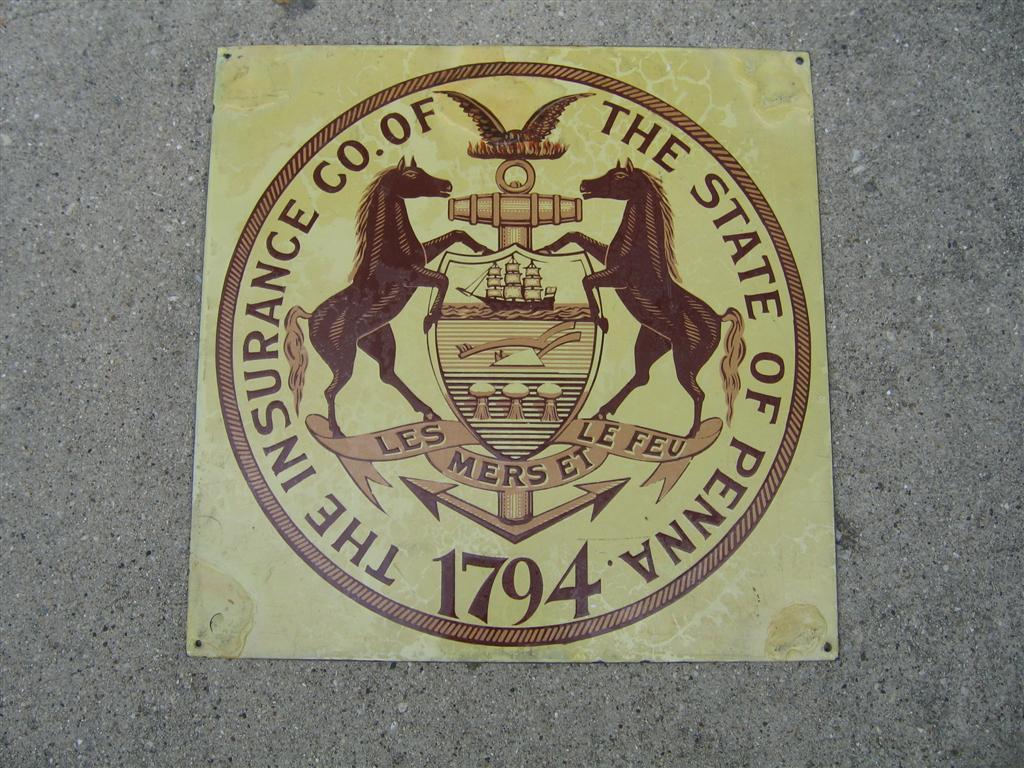 THE INSURANCE CO. OF THE STATE OF PENNA.
LES MERS ET LE FEU
1794